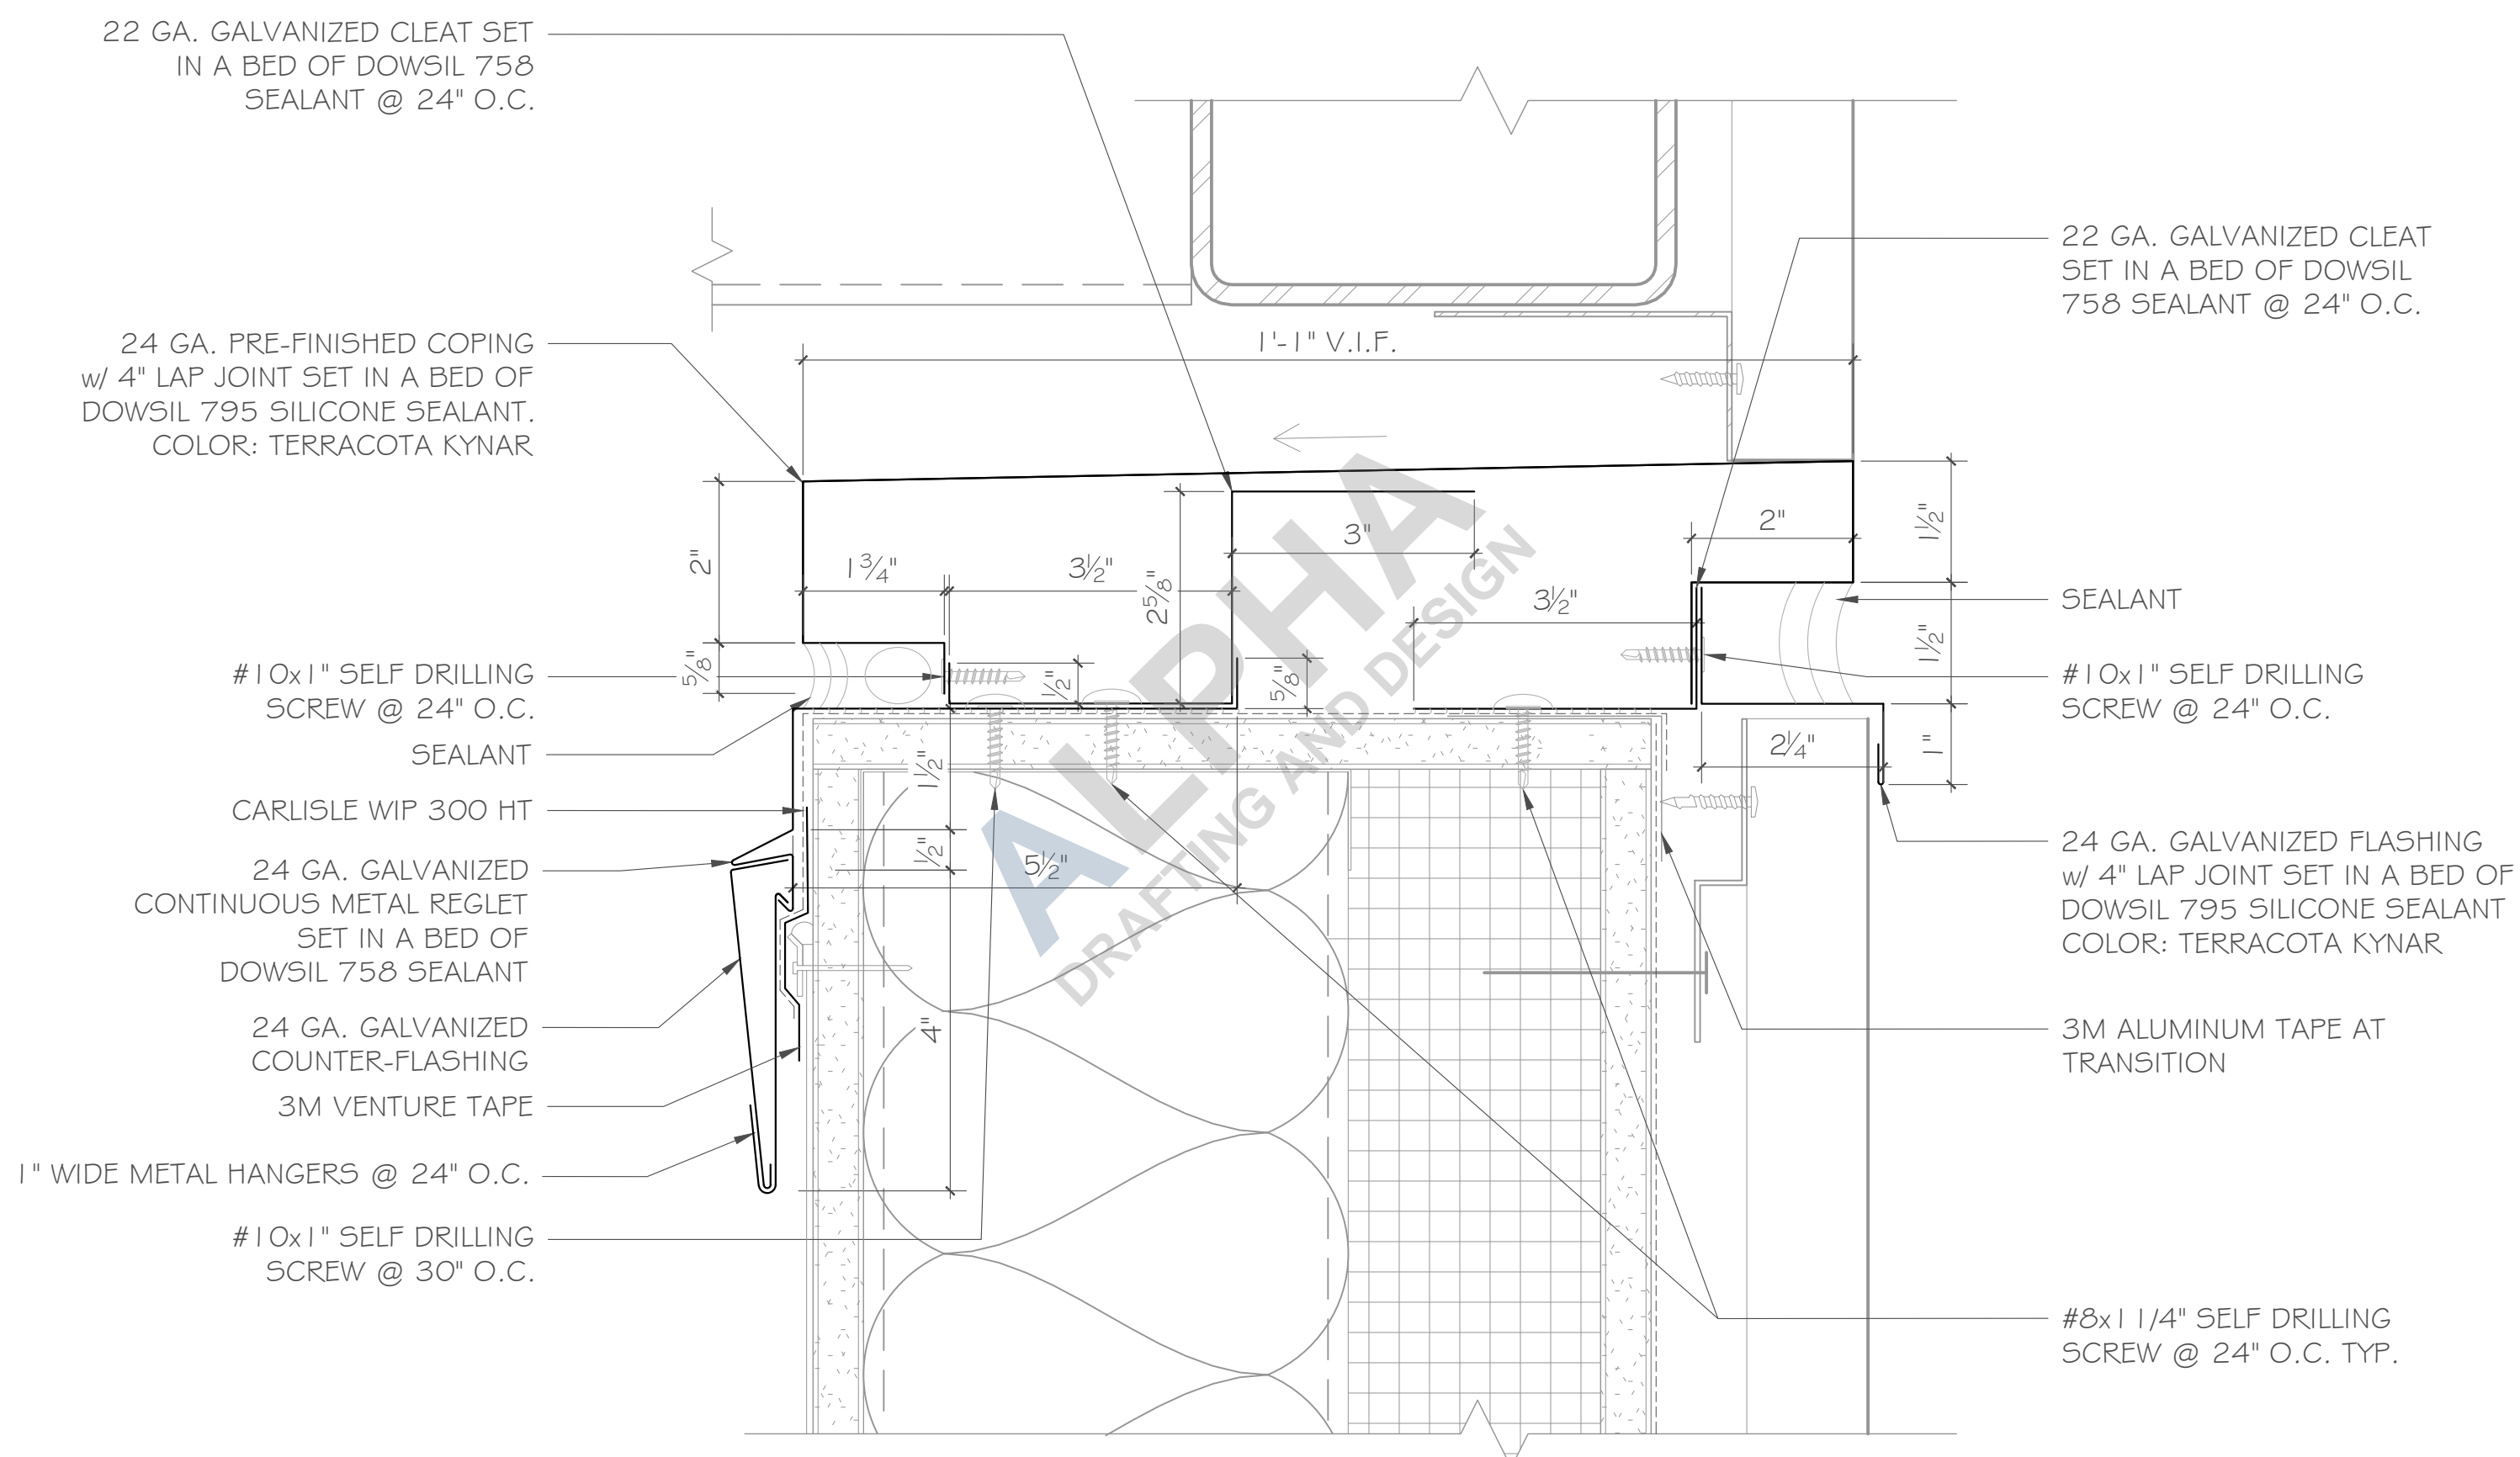 22 GA. GALVANIZED CLEAT SET
IN A BED OF DOWSIL 758
SEALANT @ 24" O.C.
24 GA. PRE-FINISHED COPING
w/ 4" LAP JOINT SET IN A BED OF
DOWSIL 795 SILICONE SEALANT.
COLOR: TERRACOTA KYNAR
#10x1" SELF DRILLING
SCREW @ 24" O.C.
SEALANT
CARLISLE WIP 300 HT
24 GA. GALVANIZED
CONTINUOUS METAL REGLET
SET IN A BED OF
DOWSIL 758 SEALANT
24 GA. GALVANIZED
COUNTER-FLASHING
3M VENTURE TAPE
1" WIDE METAL HANGERS @ 24" O.C.
#10x1" SELF DRILLING
SCREW @ 30" O.C.
1'-1" V.I.F.
2"
5/8"
1 3/4"
3 1/2"
2 5/8"
3"
1/2"
5/8"
3 1/2"
2"
1 1/2"
1 1/2"
1"
2 1/4"
1 1/2"
1/2"
5 1/2"
4"
ALPHA
DRAFTING AND DESIGN
22 GA. GALVANIZED CLEAT
SET IN A BED OF DOWSIL
758 SEALANT @ 24" O.C.
SEALANT
#10x1" SELF DRILLING
SCREW @ 24" O.C.
24 GA. GALVANIZED FLASHING
w/ 4" LAP JOINT SET IN A BED OF
DOWSIL 795 SILICONE SEALANT
COLOR: TERRACOTA KYNAR
3M ALUMINUM TAPE AT
TRANSITION
#8x1 1/4" SELF DRILLING
SCREW @ 24" O.C. TYP.